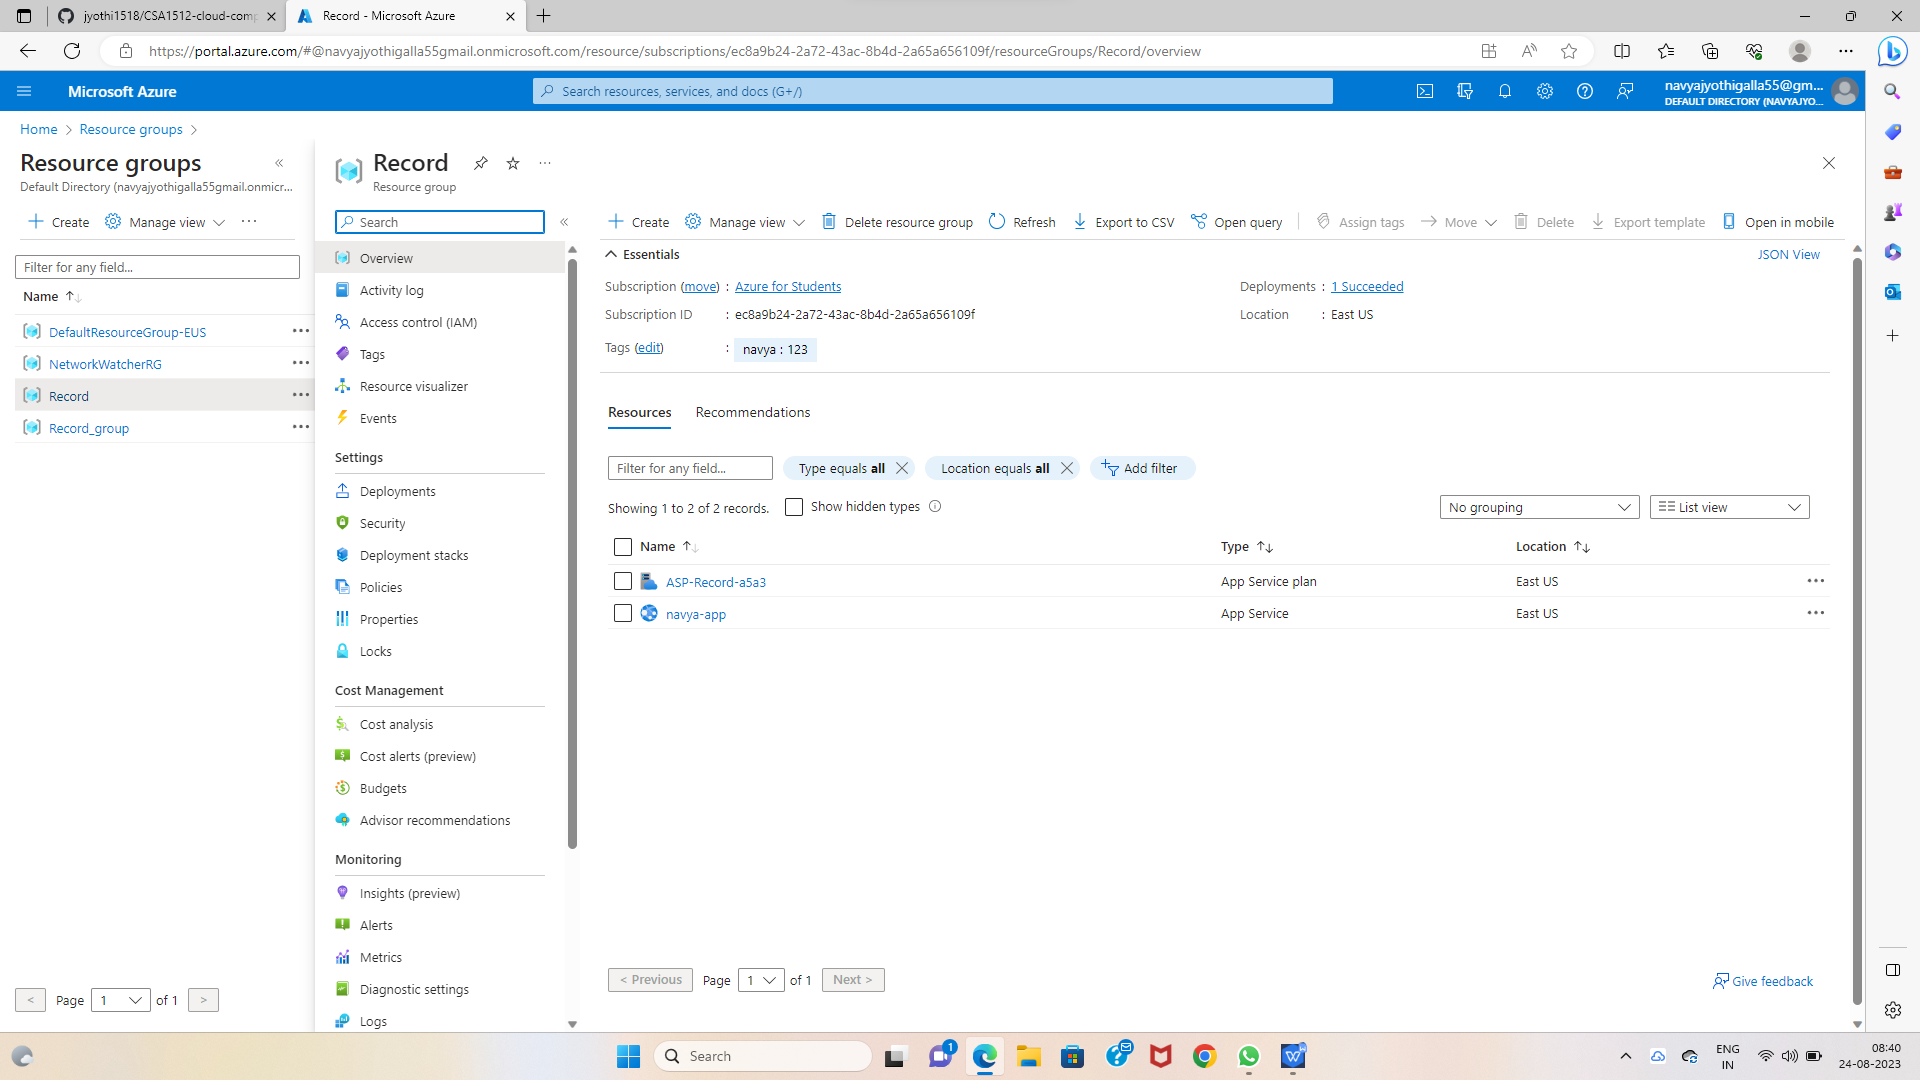 jyothi1518/CSA1512-cloud-comp
Record - Microsoft Azure
https://portal.azure.com/#@navyajyothigalla55gmail.onmicrosoft.com/resource/subscriptions/ec8a9b24-2a72-43ac-8b4d-2a65a656109f/resourceGroups/Record/overview
Microsoft Azure
Search resources, services, and docs (G+/)
navyajyothigalla55@gm...
DEFAULT DIRECTORY (NAVYAJYO...
Home > Resource groups >
Resource groups
Default Directory (navyajyothigalla55gmail.onmicr...
Create
Manage view
Filter for any field...
Name
DefaultResourceGroup-EUS
NetworkWatcherRG
Record
Record_group
< Page 1 of 1 >
Record
Resource group
Search
Overview
Activity log
Access control (IAM)
Tags
Resource visualizer
Events
Settings
Deployments
Security
Deployment stacks
Policies
Properties
Locks
Cost Management
Cost analysis
Cost alerts (preview)
Budgets
Advisor recommendations
Monitoring
Insights (preview)
Alerts
Metrics
Diagnostic settings
Logs
Create Manage view Delete resource group Refresh Export to CSV Open query Assign tags Move Delete Export template Open in mobile
Essentials
JSON View
Subscription (move) : Azure for Students
Deployments : 1 Succeeded
Subscription ID : ec8a9b24-2a72-43ac-8b4d-2a65a656109f
Location : East US
Tags (edit) : navya : 123
Resources Recommendations
Filter for any field... Type equals all Location equals all Add filter
Showing 1 to 2 of 2 records. Show hidden types
No grouping List view
Name Type Location
ASP-Record-a5a3 App Service plan East US
navya-app App Service East US
< Previous Page 1 of 1 Next >
Give feedback
Search
1
ENG
IN
08:40
24-08-2023